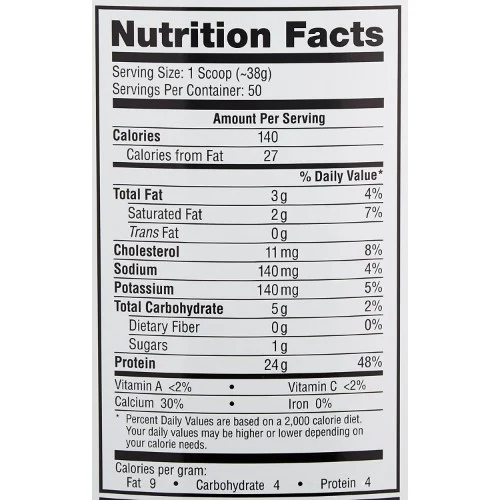 Nutrition Facts
Serving Size: 1 Scoop (~38g)
Servings Per Container: 50
Amount Per Serving
Calories 140
Calories from Fat 27
% Daily Value*
Total Fat 3g 4%
Saturated Fat 2g 7%
Trans Fat 0g
Cholesterol 11mg 8%
Sodium 140mg 4%
Potassium 140mg 5%
Total Carbohydrate 5g 2%
Dietary Fiber 0g 0%
Sugars 1g
Protein 24g 48%
Vitamin A <2% • Vitamin C <2%
Calcium 30% • Iron 0%
* Percent Daily Values are based on a 2,000 calorie diet.
Your daily values may be higher or lower depending on
your calorie needs.
Calories per gram:
Fat 9 • Carbohydrate 4 • Protein 4